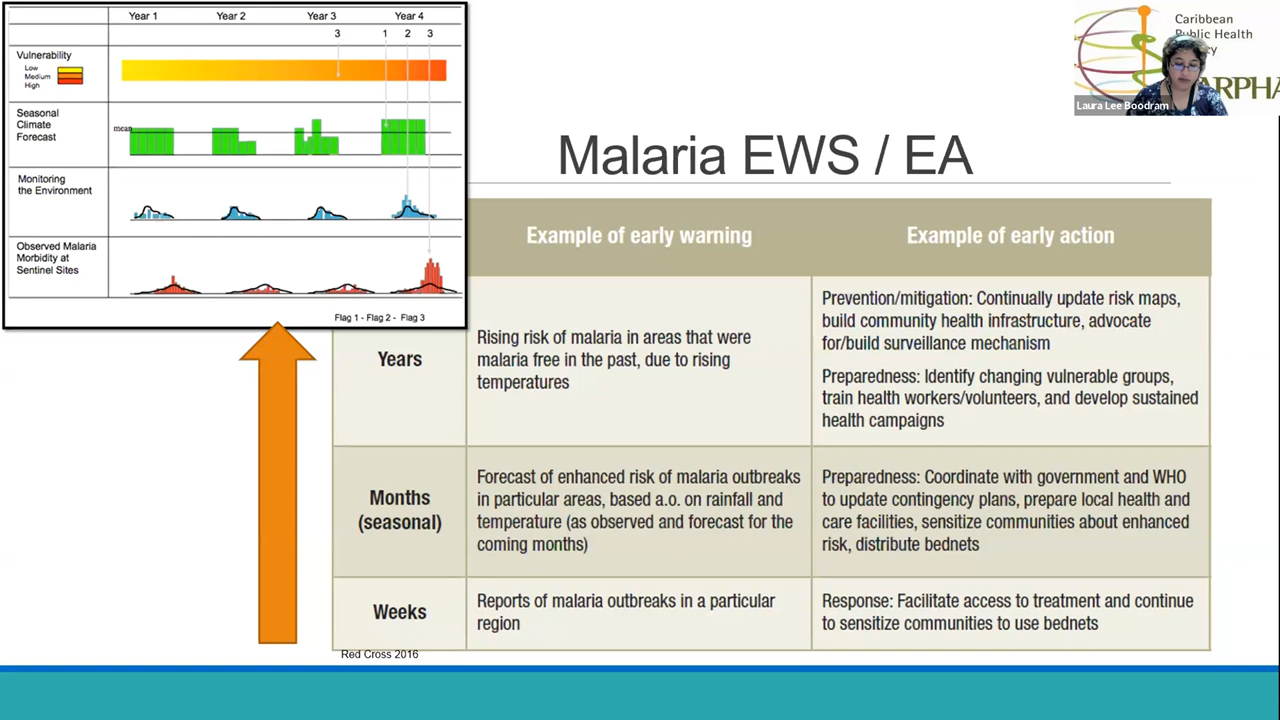 Year 1 Year 2 Year 3 Year 4
3 1 2 3
Vulnerability
Low
Medium
High
Seasonal
Climate
Forecast
mean
Monitoring
the Environment
Observed Malaria
Morbidity at
Sentinel Sites
Flag 1 - Flag 2 - Flag 3
Caribbean
Public Health
Laura Lee Boodram
Malaria EWS / EA
Example of early warning
Example of early action
Years
Rising risk of malaria in areas that were
malaria free in the past, due to rising
temperatures
Prevention/mitigation: Continually update risk maps,
build community health infrastructure, advocate
for/build surveillance mechanism
Preparedness: Identify changing vulnerable groups,
train health workers/volunteers, and develop sustained
health campaigns
Months
(seasonal)
Forecast of enhanced risk of malaria outbreaks
in particular areas, based a.o. on rainfall and
temperature (as observed and forecast for the
coming months)
Preparedness: Coordinate with government and WHO
to update contingency plans, prepare local health and
care facilities, sensitize communities about enhanced
risk, distribute bednets
Weeks
Reports of malaria outbreaks in a particular
region
Response: Facilitate access to treatment and continue
to sensitize communities to use bednets
Red Cross 2016